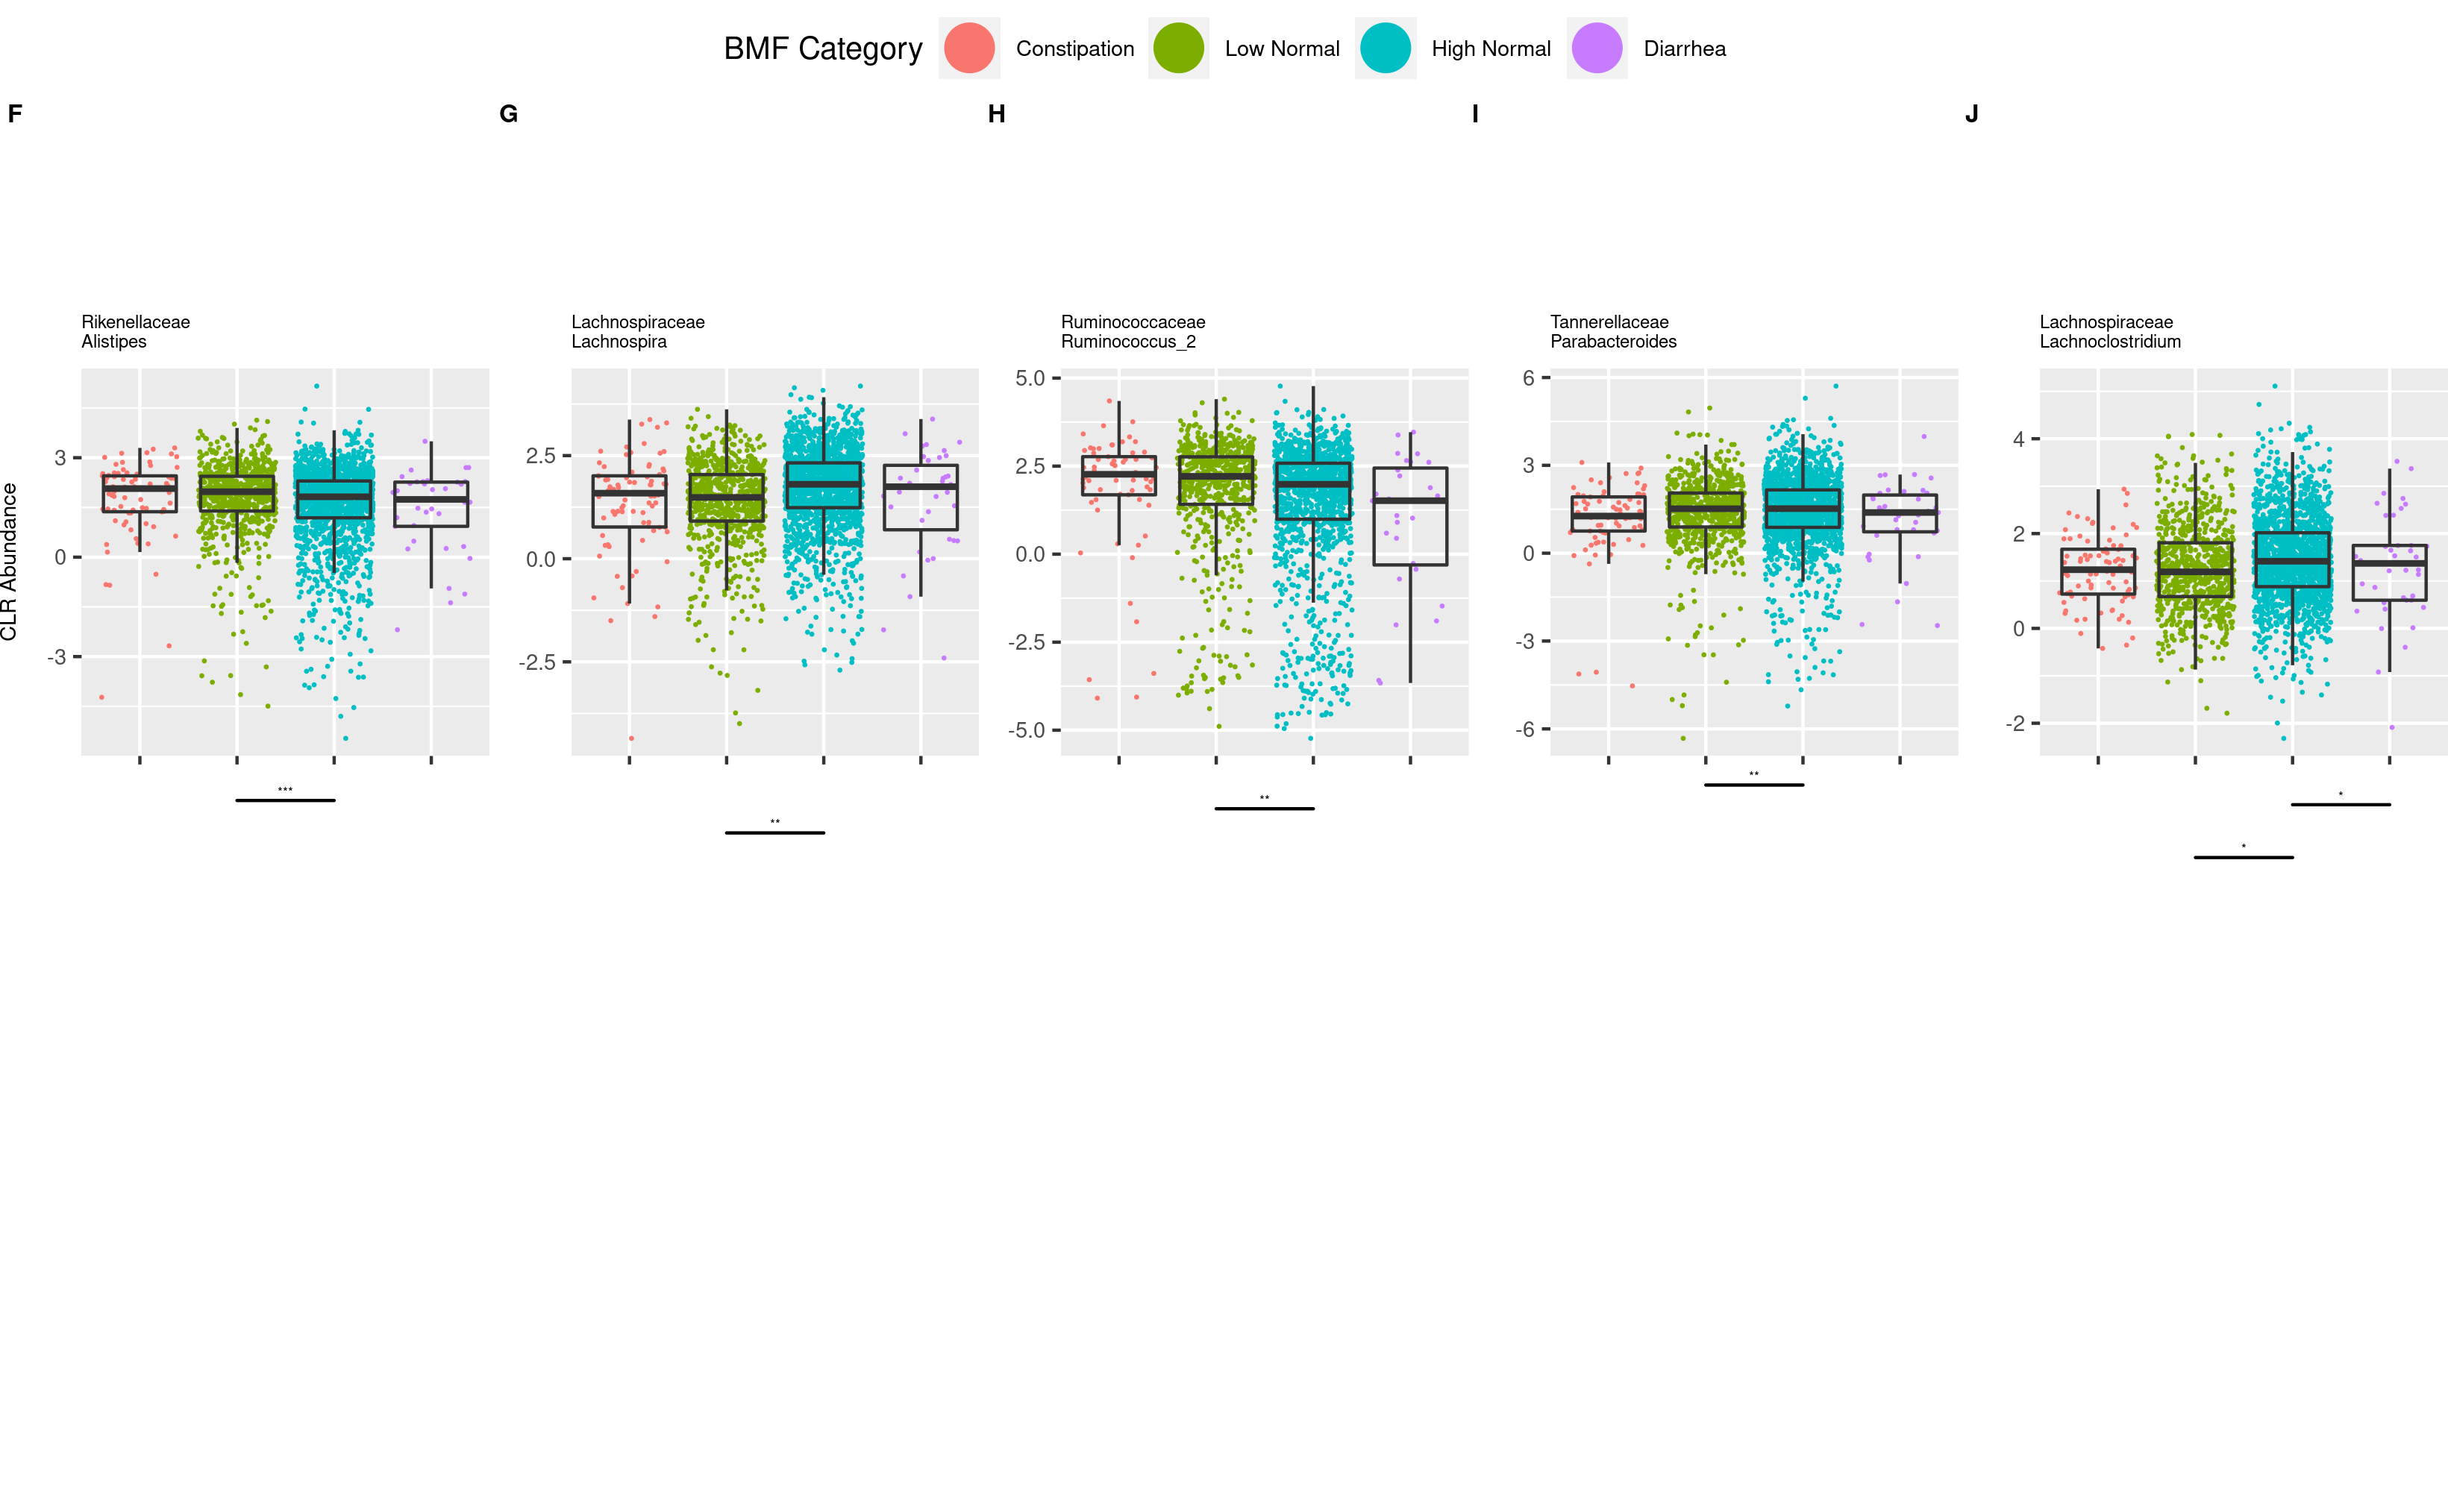 BMF Category Constipation Low Normal High Normal Diarrhea
F G H I J
Rikenellaceae
Alistipes
Lachnospiraceae
Lachnospira
Ruminococcaceae
Ruminococcus_2
Tannerellaceae
Parabacteroides
Lachnospiraceae
Lachnoclostridium
CLR Abundance
3
0
-3
***
2.5
0.0
-2.5
**
5.0
2.5
0.0
-2.5
-5.0
**
6
3
0
-3
-6
**
4
2
0
-2
*
*